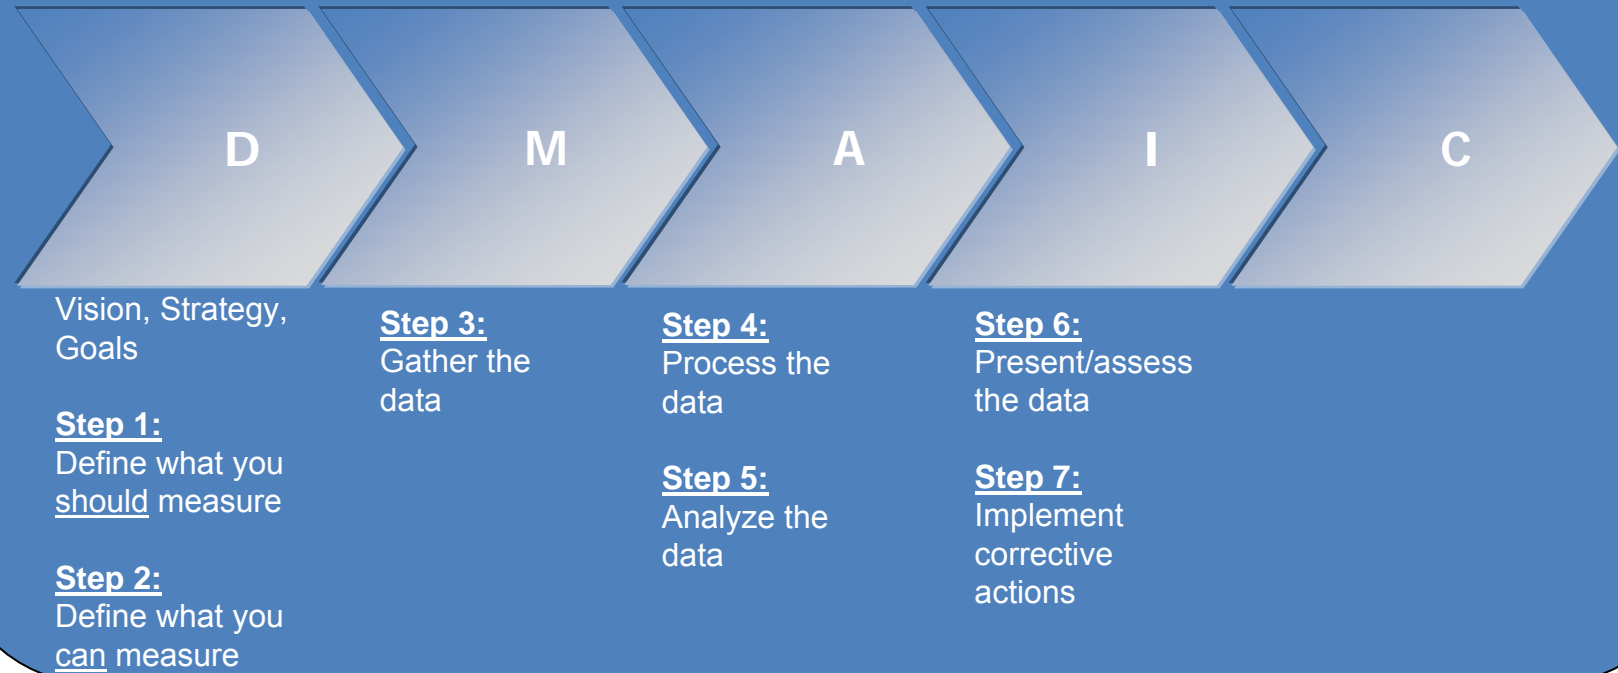 D
M
A
I
C
Vision, Strategy,
Goals
Step 1:
Define what you
should measure
Step 2:
Define what you
can measure
Step 3:
Gather the
data
Step 4:
Process the
data
Step 5:
Analyze the
data
Step 6:
Present/assess
the data
Step 7:
Implement
corrective
actions